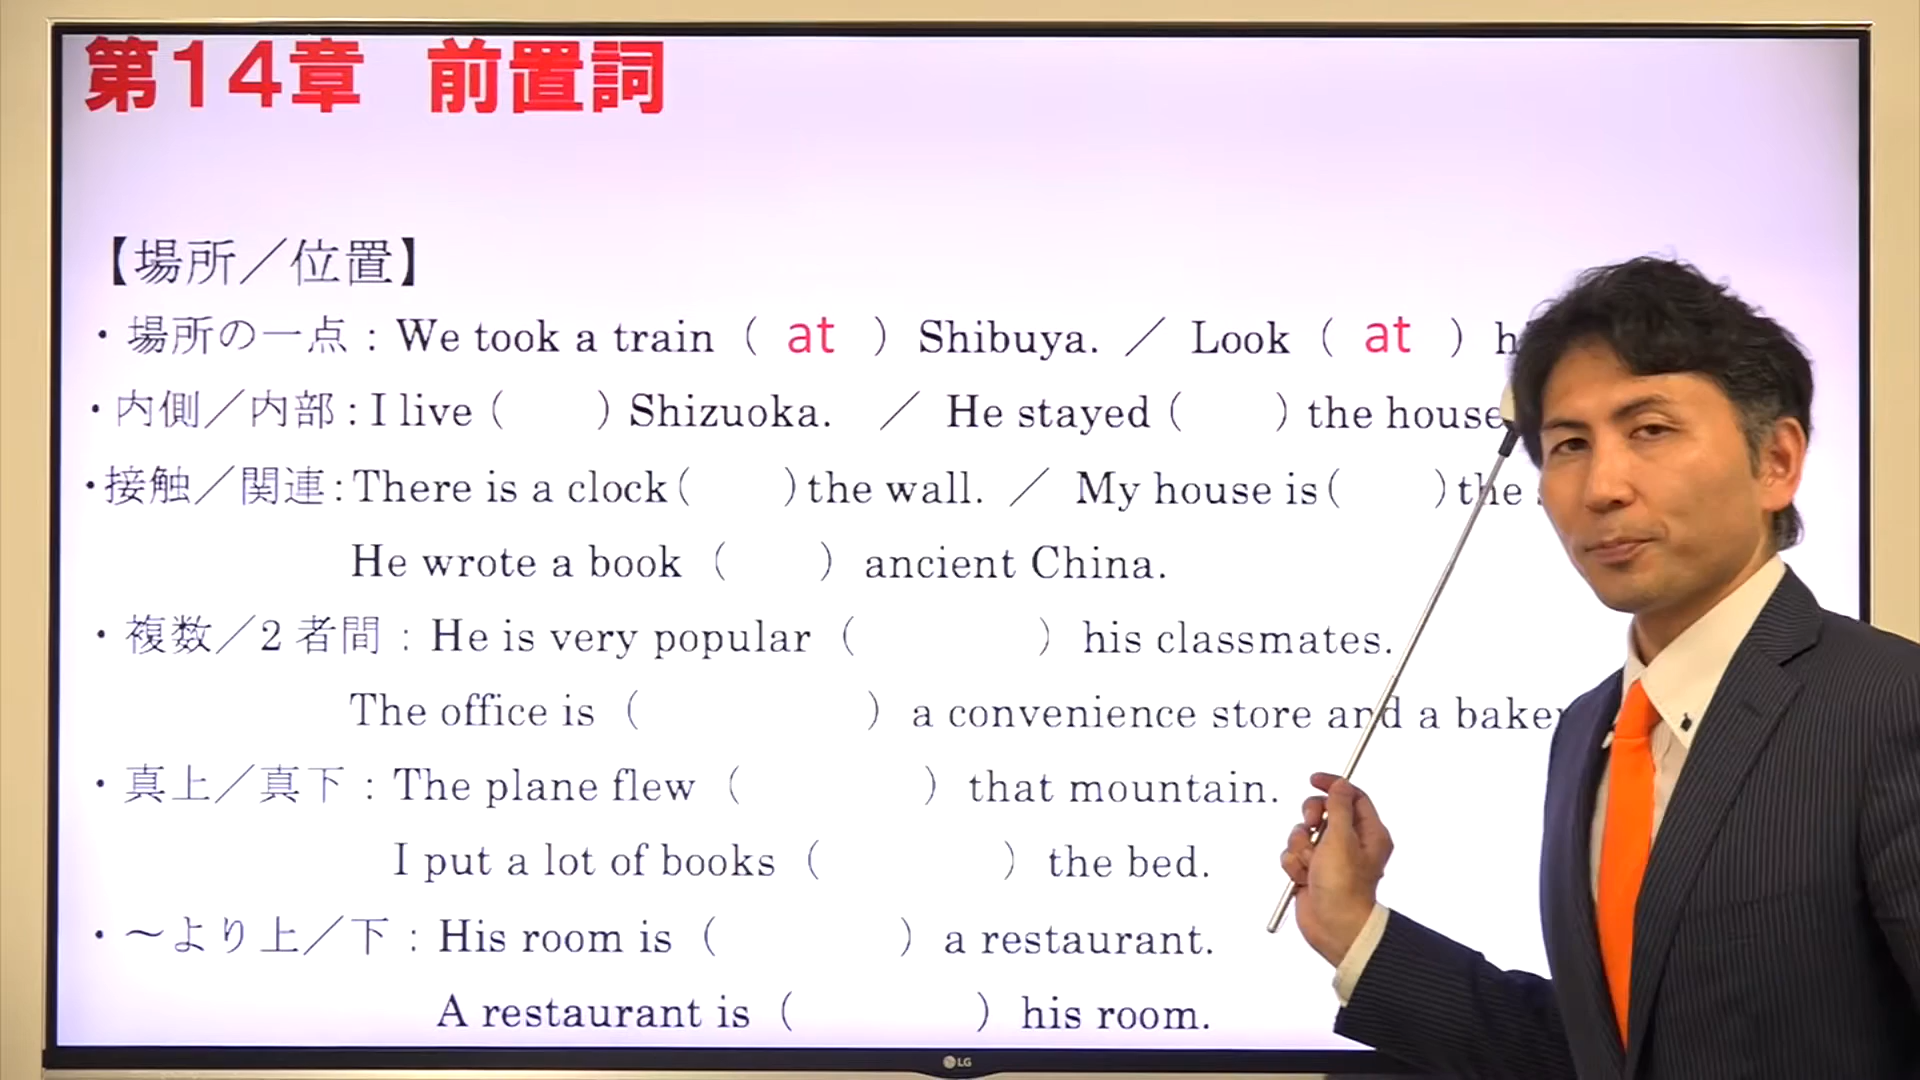 第14章 前置詞
【場所／位置】
・場所の一点：We took a train （ at ） Shibuya. ／ Look （ at ）
・内側／内部：I live （ ） Shizuoka. ／ He stayed （ ） the house
・接触／関連：There is a clock （ ） the wall. ／ My house is （ ） the
He wrote a book （ ） ancient China.
・複数／2者間：He is very popular （ ） his classmates.
The office is （ ） a convenience store and a
・真上／真下：The plane flew （ ） that mountain.
I put a lot of books （ ） the bed.
・～より上／下：His room is （ ） a restaurant.
A restaurant is （ ） his room.
LG